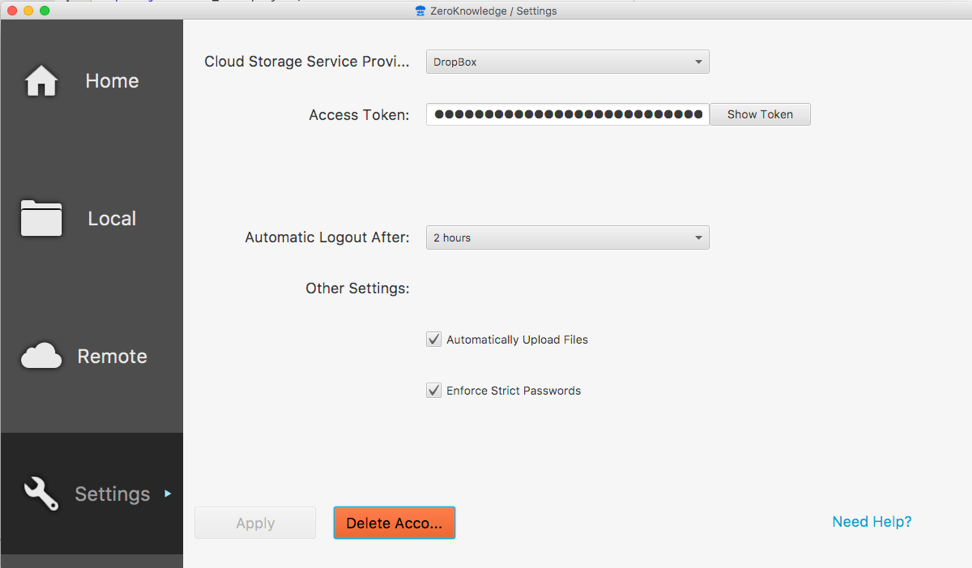 ZeroKnowledge / Settings
Home
Local
Remote
Settings
Cloud Storage Service Provi...
DropBox
Access Token:
Show Token
Automatic Logout After:
2 hours
Other Settings:
Automatically Upload Files
Enforce Strict Passwords
Apply
Delete Acco...
Need Help?